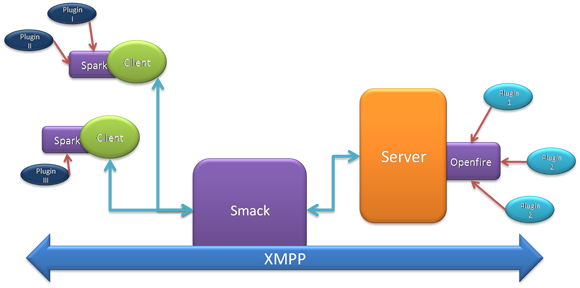 Plugin
I
Plugin
II
Spark
Client
Spark
Client
Plugin
III
Smack
Server
Openfire
Plugin
1
Plugin
2
Plugin
2
XMPP